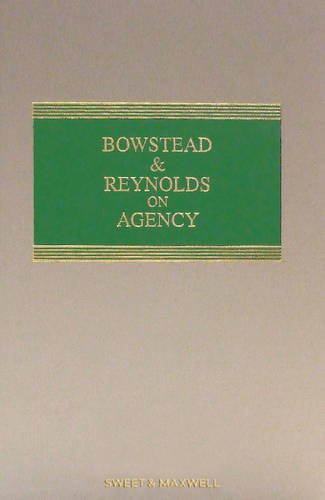 BOWSTEAD
&
REYNOLDS
ON
AGENCY
SWEET & MAXWELL